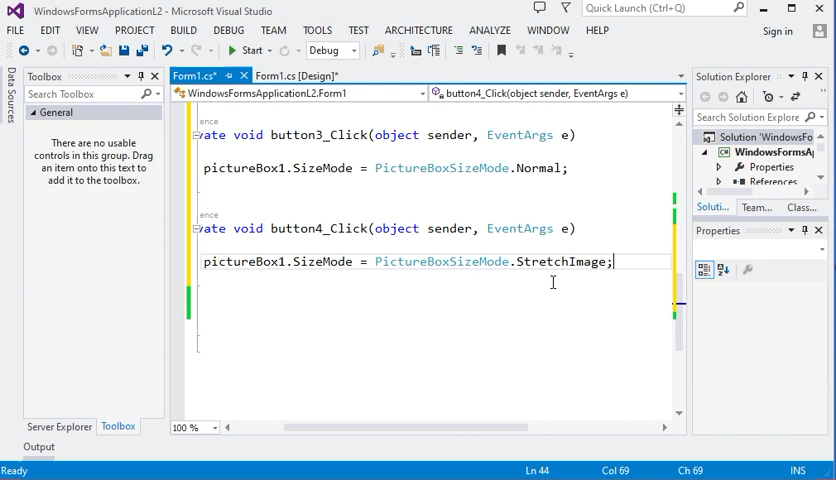 WindowsFormsApplicationL2 - Microsoft Visual Studio
Quick Launch (Ctrl+Q)
FILE EDIT VIEW PROJECT BUILD DEBUG TEAM TOOLS TEST ARCHITECTURE ANALYZE WINDOW HELP
Sign in
Start
Debug
Data Sources
Toolbox
Search Toolbox
General
There are no usable
controls in this group. Drag
an item onto this text to
add it to the toolbox.
Server Explorer Toolbox
Form1.cs* Form1.cs [Design]*
WindowsFormsApplicationL2.Form1
button4_Click(object sender, EventArgs e)
ence
vate void button3_Click(object sender, EventArgs e)
pictureBox1.SizeMode = PictureBoxSizeMode.Normal;
ence
vate void button4_Click(object sender, EventArgs e)
pictureBox1.SizeMode = PictureBoxSizeMode.StretchImage;
100 %
Solution Explorer
Search Solution Explore
Solution 'WindowsFo
C# WindowsFormsAp
Properties
References
Soluti... Team... Class...
Properties
Output
Ready
Ln 44 Col 69 Ch 69 INS